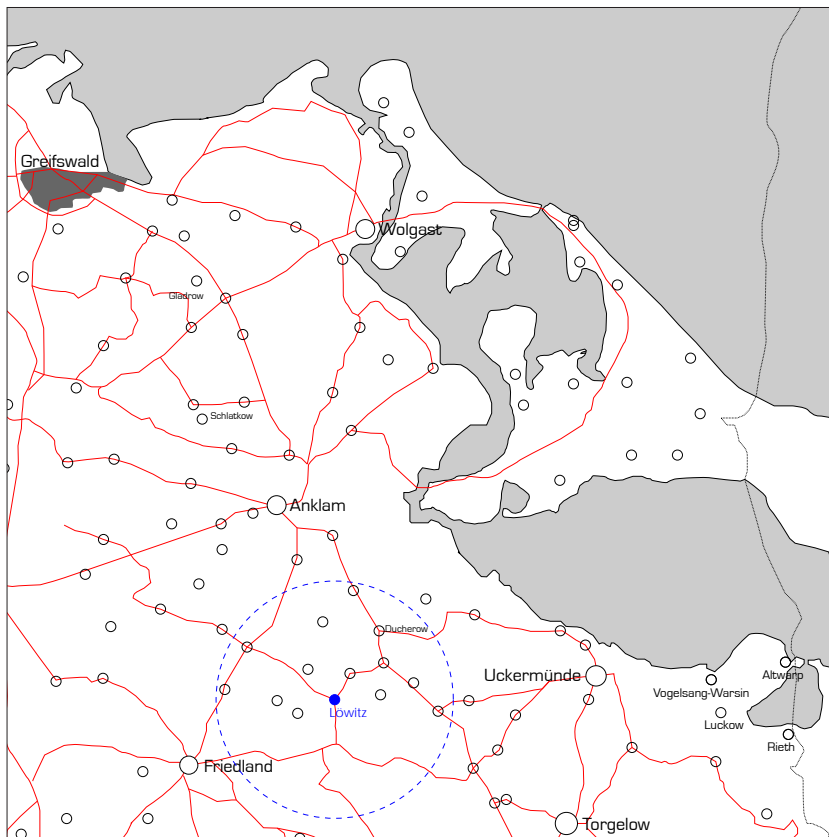 Greifswald
Wolgast
Gladrow
Schlatkow
Anklam
Ducherow
Uckermünde
Altwarp
Vogelsang-Warsin
Löwitz
Luckow
Rieth
Friedland
Torgelow